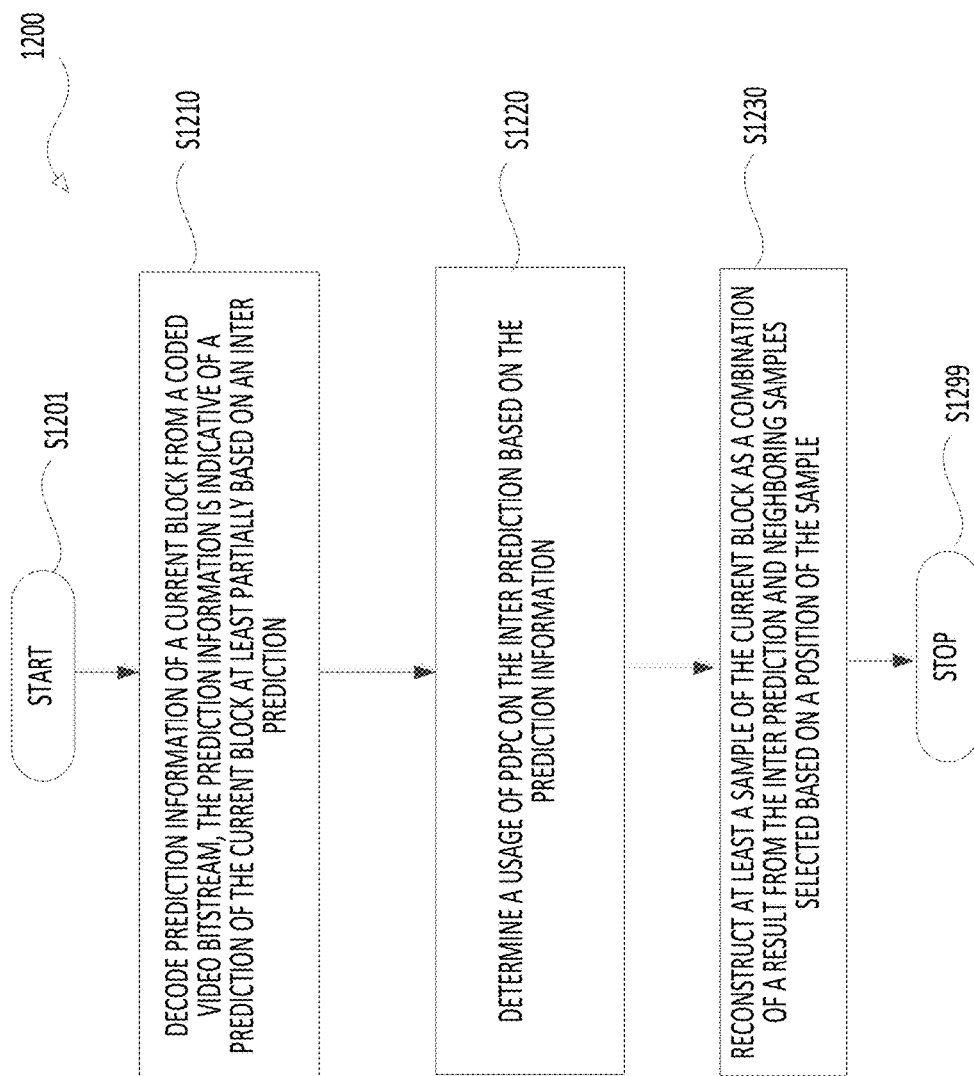 1200
START
S1201
DECODE PREDICTION INFORMATION OF A CURRENT BLOCK FROM A CODED
VIDEO BITSTREAM, THE PREDICTION INFORMATION IS INDICATIVE OF A
PREDICTION OF THE CURRENT BLOCK AT LEAST PARTIALLY BASED ON AN INTER
PREDICTION
S1210
DETERMINE A USAGE OF PDPC ON THE INTER PREDICTION BASED ON THE
PREDICTION INFORMATION
S1220
RECONSTRUCT AT LEAST A SAMPLE OF THE CURRENT BLOCK AS A COMBINATION
OF A RESULT FROM THE INTER PREDICTION AND NEIGHBORING SAMPLES
SELECTED BASED ON A POSITION OF THE SAMPLE
S1230
STOP
S1299